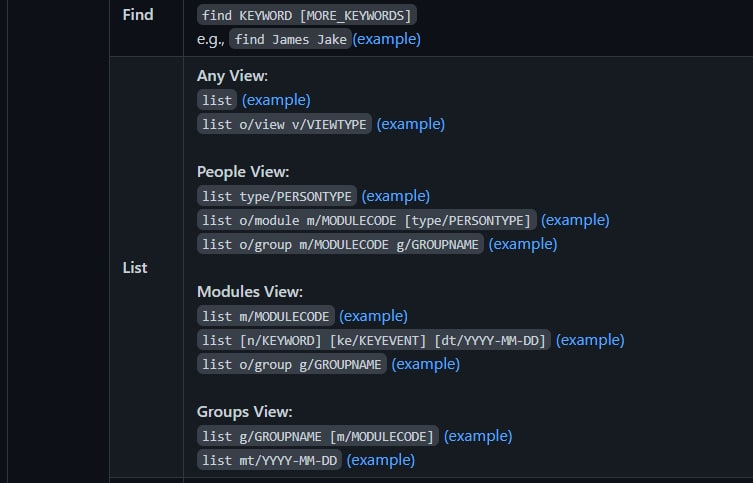 Find
find KEYWORD [MORE_KEYWORDS]
e.g., find James Jake(example)
List
Any View:
list (example)
list o/view v/VIEWTYPE (example)
People View:
list type/PERSONTYPE (example)
list o/module m/MODULECODE [type/PERSONTYPE] (example)
list o/group m/MODULECODE g/GROUPNAME (example)
Modules View:
list m/MODULECODE (example)
list [n/KEYWORD] [ke/KEYEVENT] [dt/YYYY-MM-DD] (example)
list o/group g/GROUPNAME (example)
Groups View:
list g/GROUPNAME [m/MODULECODE] (example)
list mt/YYYY-MM-DD (example)